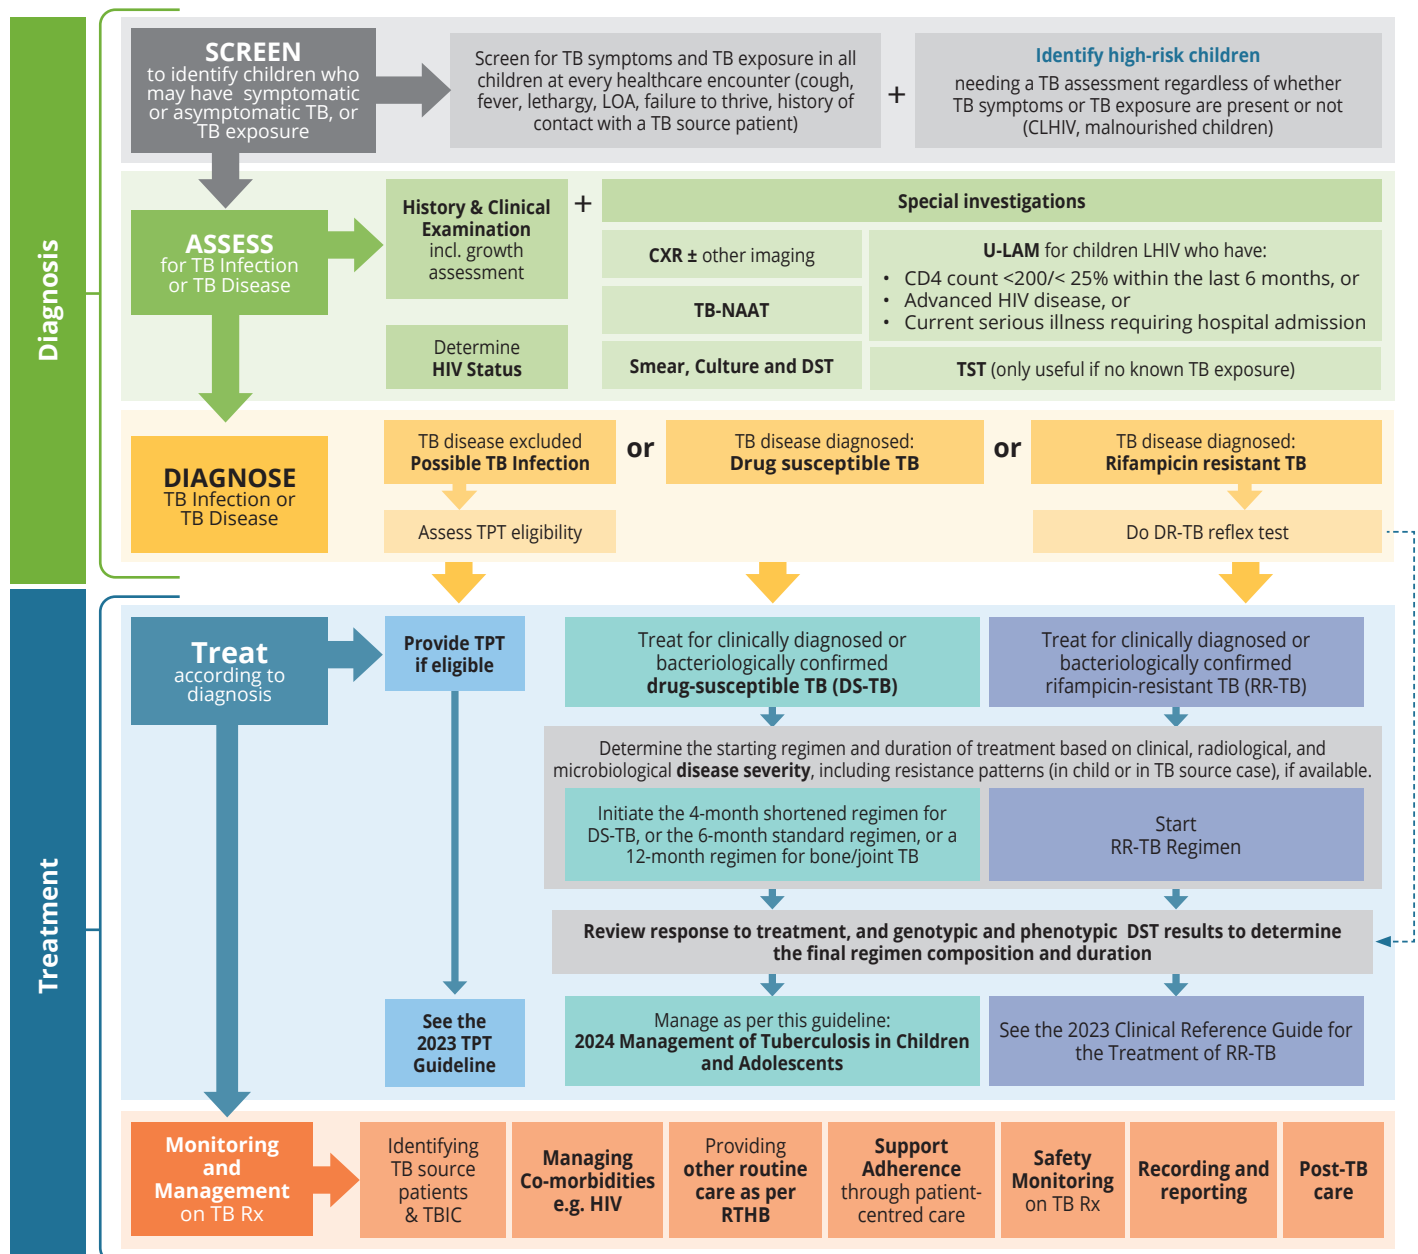 Diagnosis
SCREEN
to identify children who
may have symptomatic
or asymptomatic TB, or
TB exposure
Screen for TB symptoms and TB exposure in all
children at every healthcare encounter (cough,
fever, lethargy, LOA, failure to thrive, history of
contact with a TB source patient)
+
Identify high-risk children
needing a TB assessment regardless of whether
TB symptoms or TB exposure are present or not
(CLHIV, malnourished children)
ASSESS
for TB Infection
or TB Disease
History & Clinical
Examination
incl. growth
assessment
Determine
HIV Status
+
Special investigations
CXR ± other imaging
TB-NAAT
Smear, Culture and DST
U-LAM for children LHIV who have:
• CD4 count <200/< 25% within the last 6 months, or
• Advanced HIV disease, or
• Current serious illness requiring hospital admission
TST (only useful if no known TB exposure)
DIAGNOSE
TB Infection or
TB Disease
TB disease excluded
Possible TB Infection
or
TB disease diagnosed:
Drug susceptible TB
or
TB disease diagnosed:
Rifampicin resistant TB
Assess TPT eligibility
Do DR-TB reflex test
Treatment
Treat
according to
diagnosis
Provide TPT
if eligible
Treat for clinically diagnosed or
bacteriologically confirmed
drug-susceptible TB (DS-TB)
Treat for clinically diagnosed or
bacteriologically confirmed
rifampicin-resistant TB (RR-TB)
Determine the starting regimen and duration of treatment based on clinical, radiological, and
microbiological disease severity, including resistance patterns (in child or in TB source case), if available.
Initiate the 4-month shortened regimen for
DS-TB, or the 6-month standard regimen, or a
12-month regimen for bone/joint TB
Start
RR-TB Regimen
Review response to treatment, and genotypic and phenotypic DST results to determine
the final regimen composition and duration
See the
2023 TPT
Guideline
Manage as per this guideline:
2024 Management of Tuberculosis in Children
and Adolescents
See the 2023 Clinical Reference Guide for
the Treatment of RR-TB
Monitoring
and
Management
on TB Rx
Identifying
TB source
patients
& TBIC
Managing
Co-morbidities
e.g. HIV
Providing
other routine
care as per
RTHB
Support
Adherence
through patient-
centred care
Safety
Monitoring
on TB Rx
Recording and
reporting
Post-TB
care